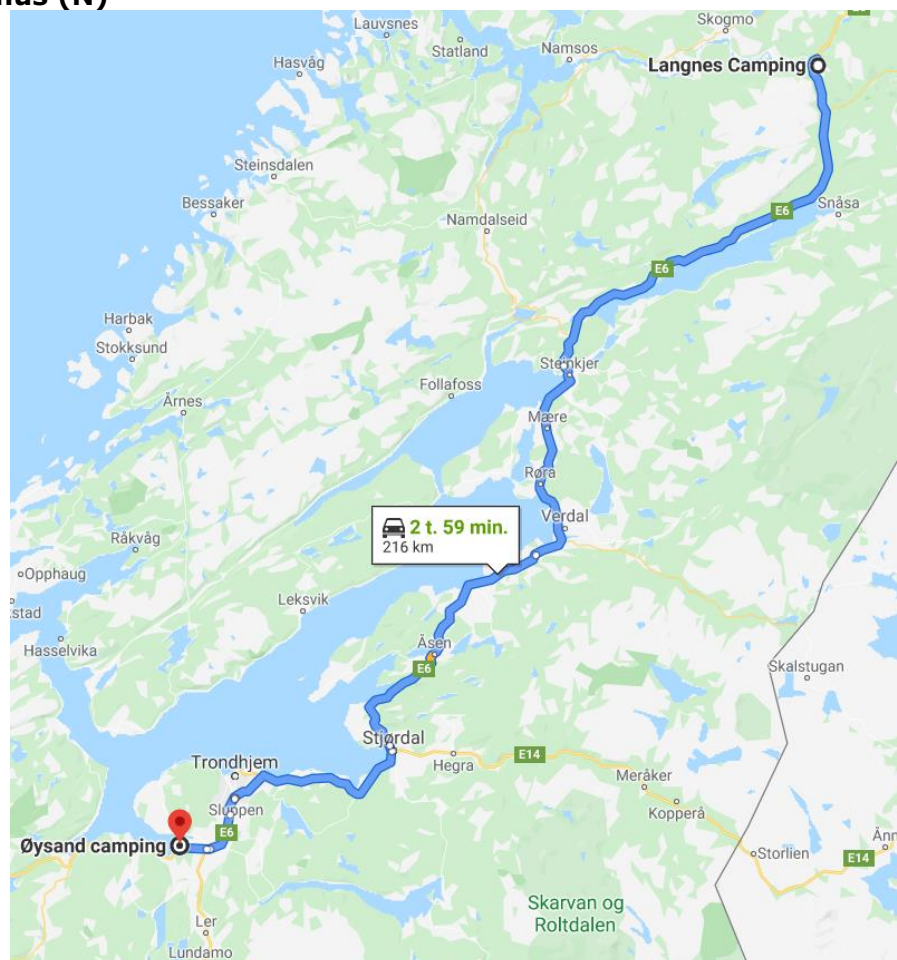 Lauvsnes
Skogmo
Statland
Namsos
Hasvåg
Langnes Camping
Steinsdalen
Bessaker
Snåsa
E6
Namdalseid
E6
Harbak
Stokksund
Steinkjer
Follafoss
Årnes
Mære
Røra
2 t. 59 min.
216 km
Verdal
Råkvåg
Opphaug
Leksvik
Hasselvika
Åsen
E6
Skalstugan
Stjørdal
Trondhjem
Hegra
E14
Meråker
Kopperå
Sluppen
E6
Øysand camping
Storlien
E14
Skarvan og
Roltdalen
Ler
Lundamo